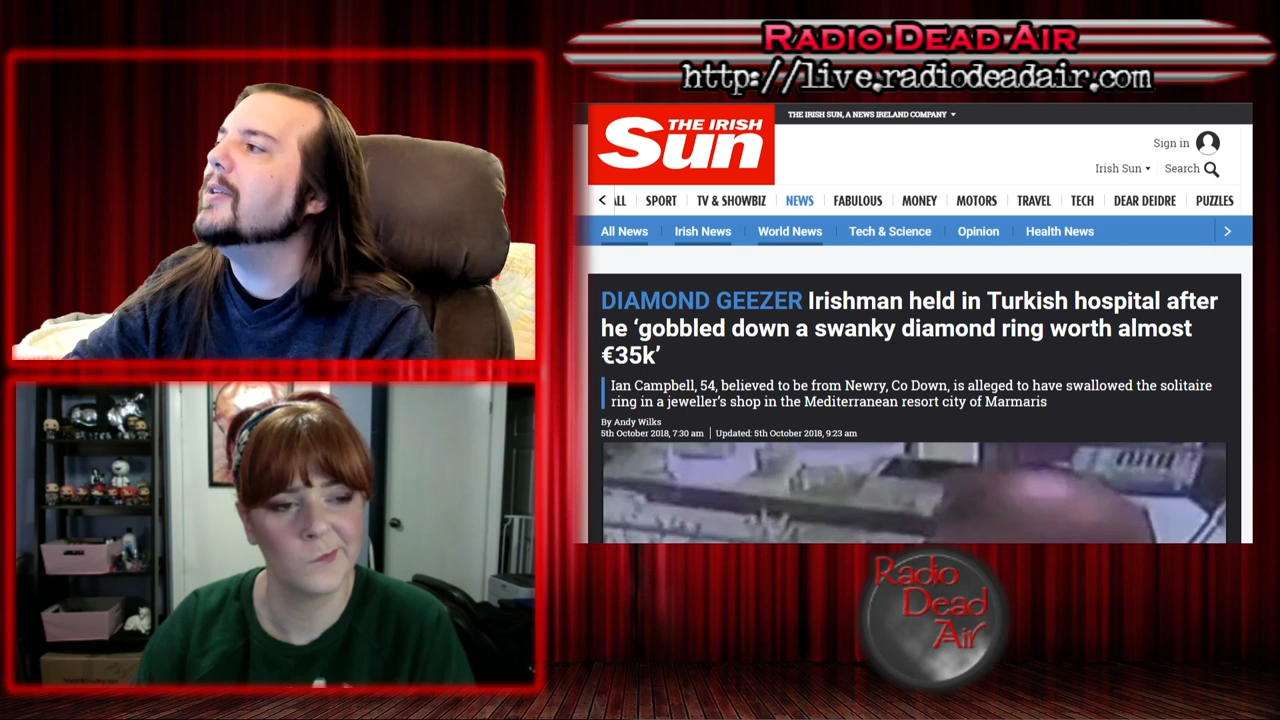 RADIO DEAD AIR
http://live.radiodeadair.com
THE IRISH
Sun
THE IRISH SUN, A NEWS IRELAND COMPANY
Sign in
Irish Sun
Search
ALL SPORT TV & SHOWBIZ NEWS FABULOUS MONEY MOTORS TRAVEL TECH DEAR DEIDRE PUZZLES
All News Irish News World News Tech & Science Opinion Health News
DIAMOND GEEZER Irishman held in Turkish hospital after
he ‘gobbled down a swanky diamond ring worth almost
€35k’
Ian Campbell, 54, believed to be from Newry, Co Down, is alleged to have swallowed the solitaire
ring in a jeweller’s shop in the Mediterranean resort city of Marmaris
By Andy Wilks
5th October 2018, 7:30 am Updated: 5th October 2018, 9:23 am
Radio
Dead
Air